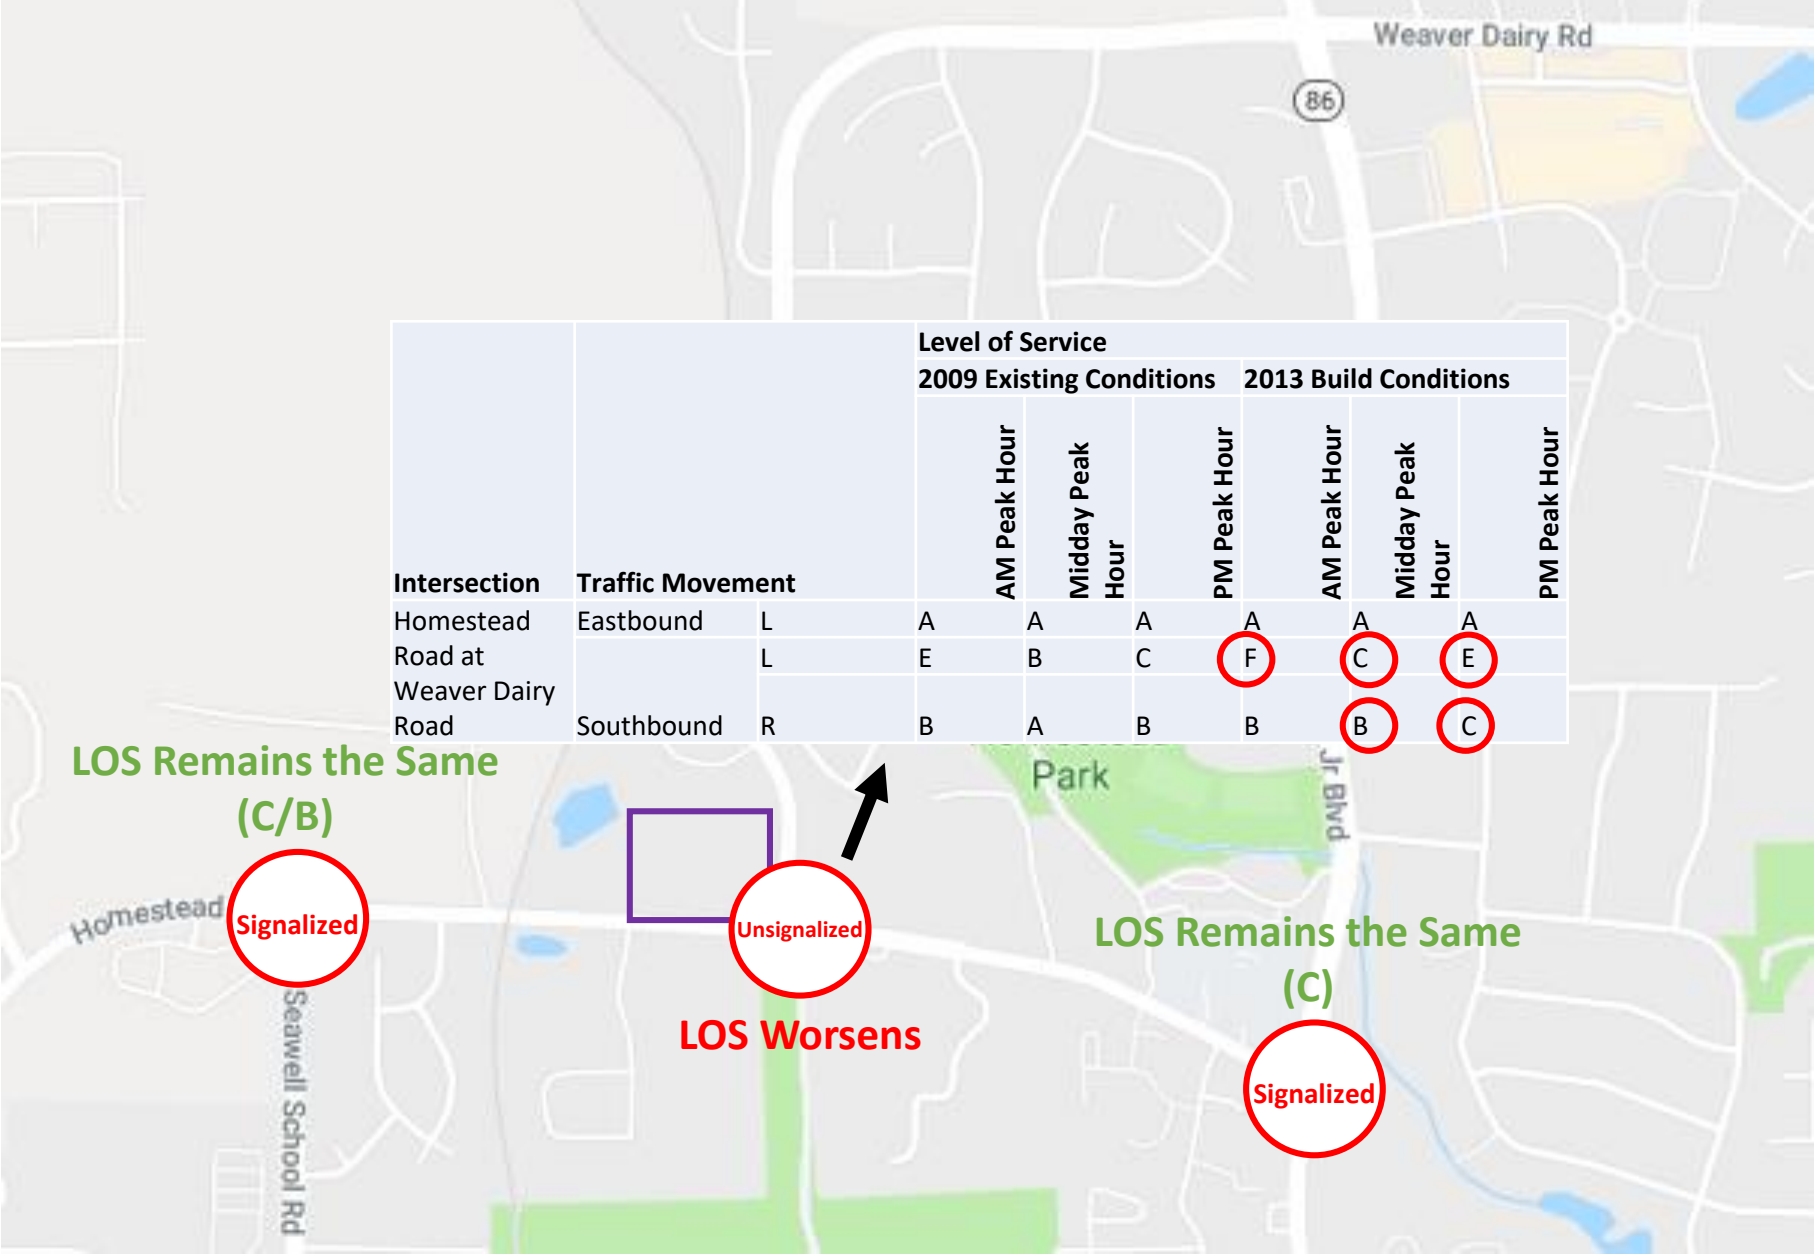 Weaver Dairy Rd
86
Level of Service
2009 Existing Conditions 2013 Build Conditions
Intersection Traffic Movement AM Peak Hour Midday Peak Hour PM Peak Hour AM Peak Hour Midday Peak Hour PM Peak Hour
Homestead Eastbound L A A A A A A
Road at L E B C F C E
Weaver Dairy
Road Southbound R B A B B B C
LOS Remains the Same
(C/B)
Park
Jr Blvd
Homestead
Signalized
Unsignalized
LOS Remains the Same
(C)
LOS Worsens
Seawell School Rd
Signalized